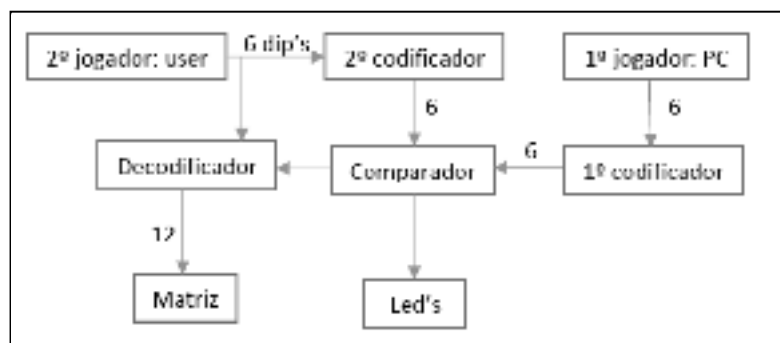 2º jogador: user
6 dip's
2º codificador
1º jogador: PC
6
6
Decodificador
Comparador
6
1º codificador
12
Matriz
Led's